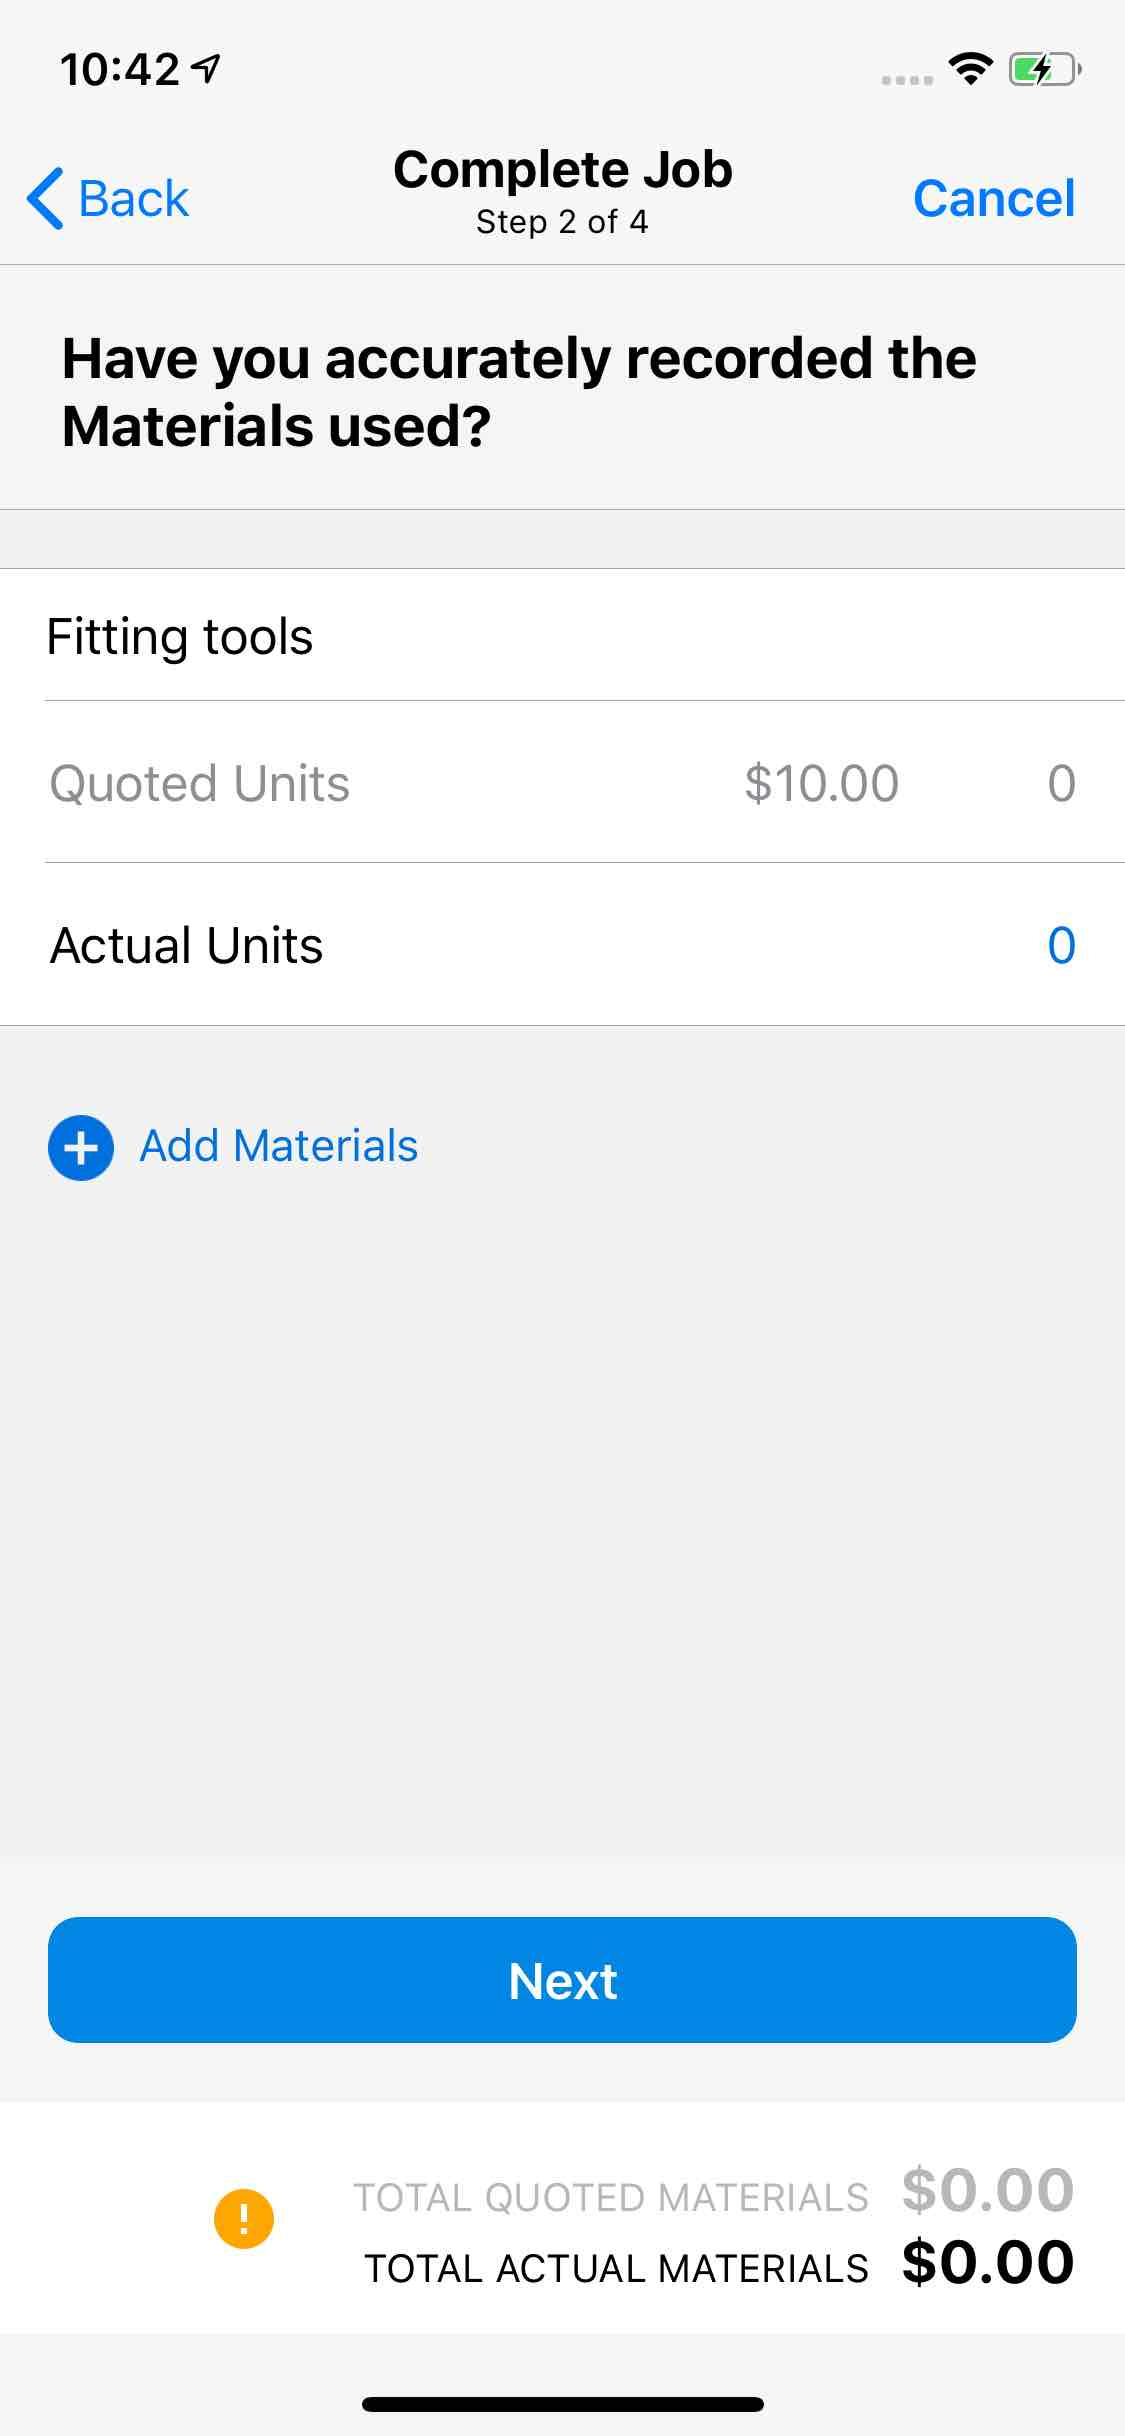 10:42
Back
Complete Job
Cancel
Step 2 of 4
Have you accurately recorded the
Materials used?
Fitting tools
Quoted Units $10.00 0
Actual Units 0
Add Materials
Next
TOTAL QUOTED MATERIALS $0.00
TOTAL ACTUAL MATERIALS $0.00